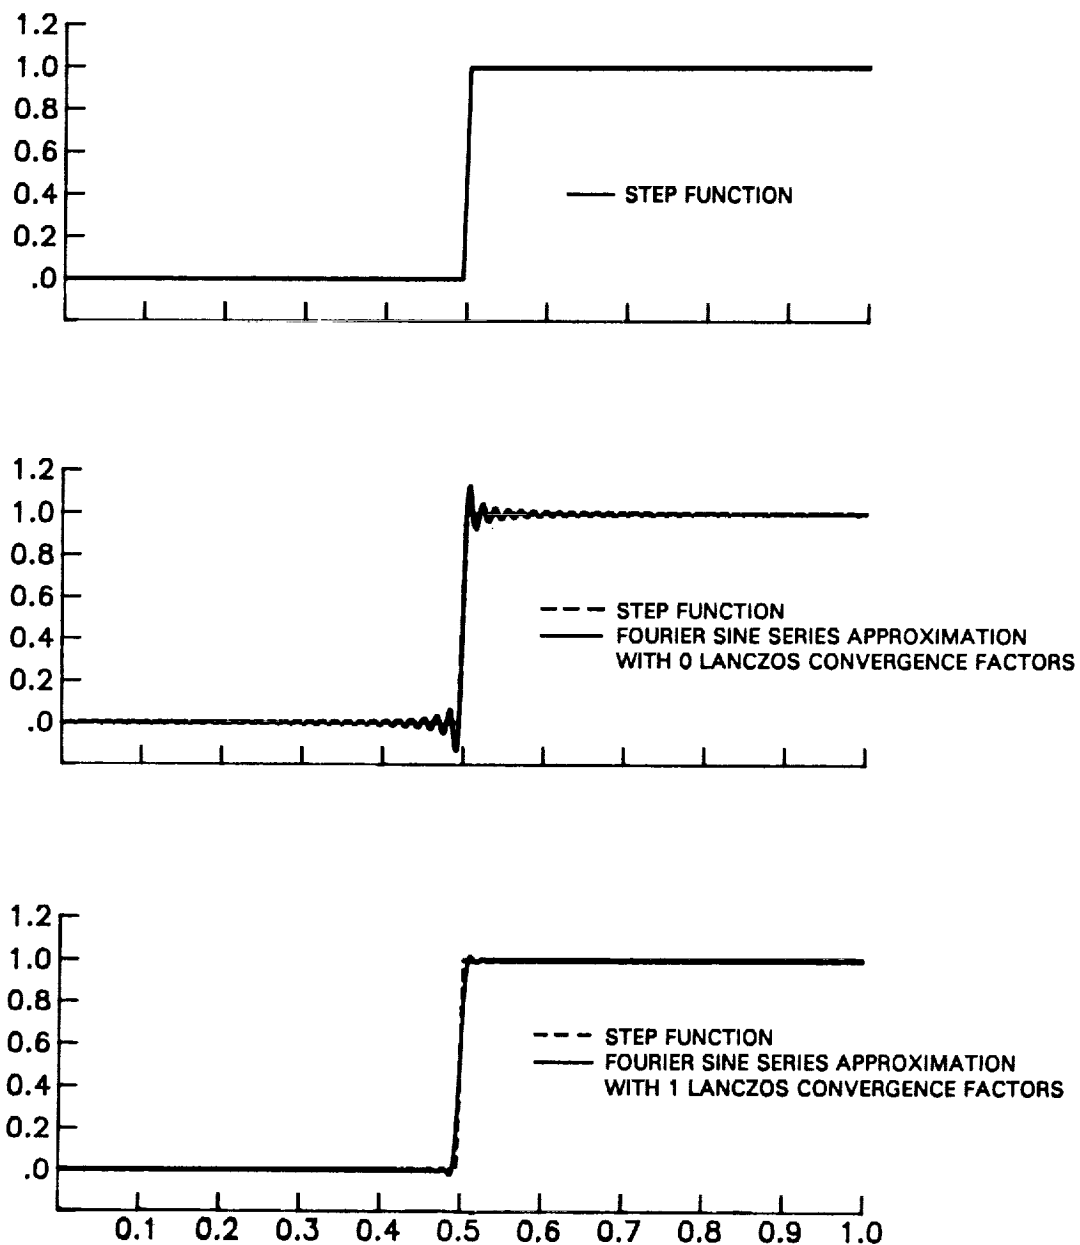 1.2
1.0
0.8
0.6
0.4
0.2
.0
STEP FUNCTION
1.2
1.0
0.8
0.6
0.4
0.2
.0
STEP FUNCTION
FOURIER SINE SERIES APPROXIMATION
WITH 0 LANCZOS CONVERGENCE FACTORS
1.2
1.0
0.8
0.6
0.4
0.2
.0
STEP FUNCTION
FOURIER SINE SERIES APPROXIMATION
WITH 1 LANCZOS CONVERGENCE FACTORS
0.1 0.2 0.3 0.4 0.5 0.6 0.7 0.8 0.9 1.0